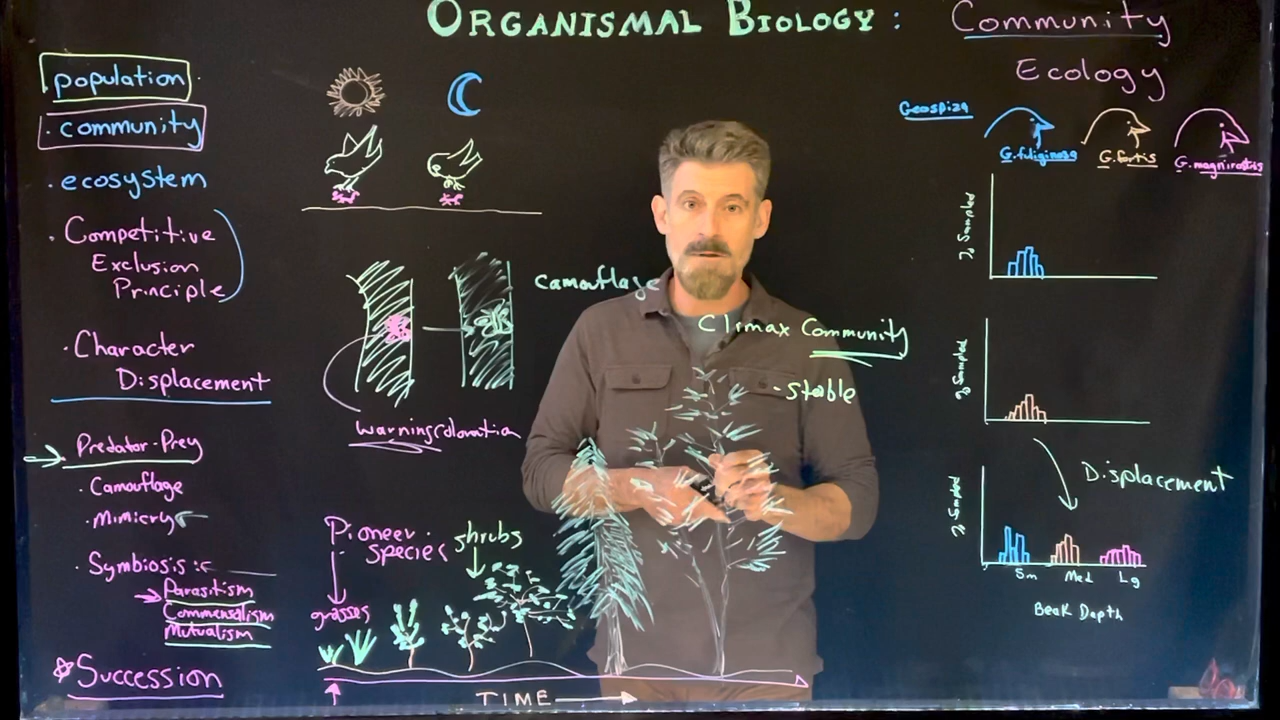 ORGANISMAL BIOLOGY: Community
Ecology
population
· community
· ecosystem
· Competitive
Exclusion
Principle
· Character
Displacement
Predator-Prey
· Camouflage
· Mimicry
· Symbiosis:
Parasitism
Commensalism
Mutualism
Succession
camouflage
warning coloration
Pioneer
species
grasses
shrubs
TIME
Climax Community
- stable
Geospiza
G. fuliginosa
G. fortis
G. magnirostris
% Sampled
% Sampled
Displacement
% Sampled
Sm Med Lg
Beak Depth